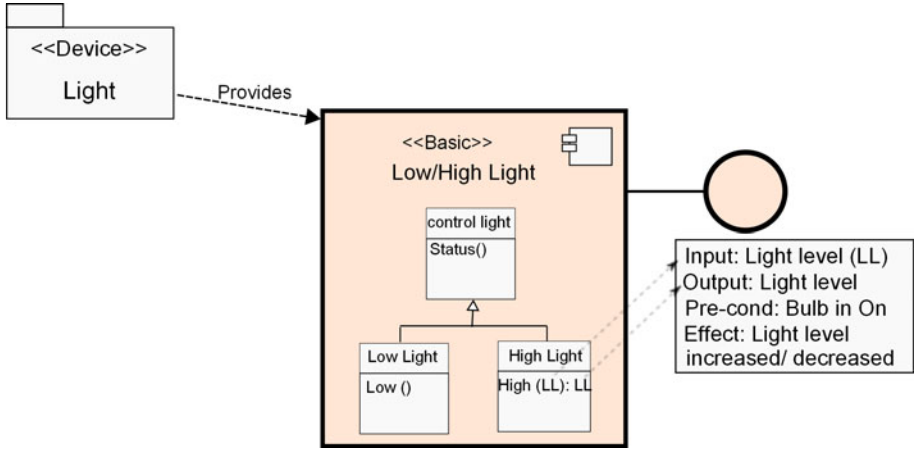 <<Device>>
Light
Provides
<<Basic>>
Low/High Light
control light
Status()
Low Light
Low ()
High Light
High (LL): LL
Input: Light level (LL)
Output: Light level
Pre-cond: Bulb in On
Effect: Light level
increased/ decreased